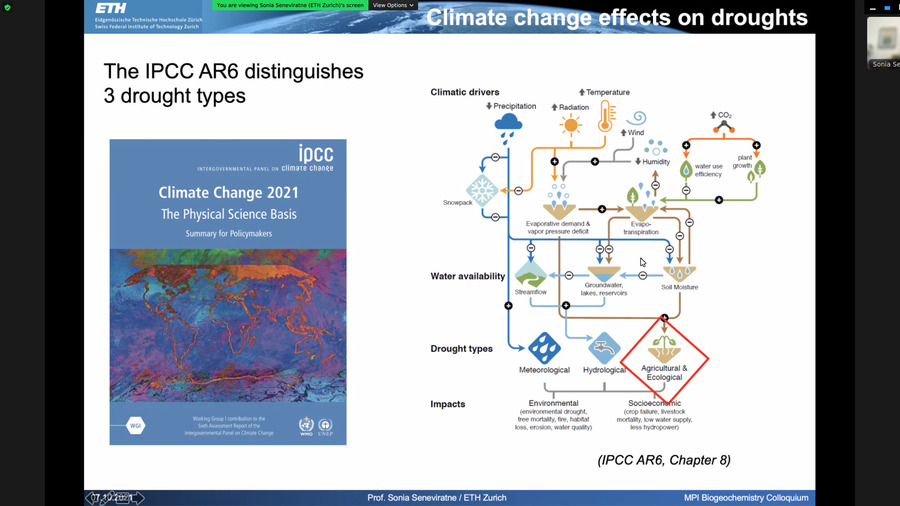 ETH
Eidgenössische Technische Hochschule Zürich
Swiss Federal Institute of Technology Zurich
You are viewing Sonia Seneviratne (ETH Zurich)'s screen
View Options
Climate change effects on droughts
Sonia Se
The IPCC AR6 distinguishes
3 drought types
ipcc
INTERGOVERNMENTAL PANEL ON climate change
Climate Change 2021
The Physical Science Basis
Summary for Policymakers
WGI
Working Group I contribution to the
Sixth Assessment Report of the
Intergovernmental Panel on Climate Change
WMO
UNEP
Climatic drivers
Precipitation
Radiation
Temperature
Wind
Humidity
CO₂
water use
efficiency
plant
growth
Snowpack
Evaporative demand &
vapor pressure deficit
Evapo-
transpiration
Water availability
Streamflow
Groundwater,
lakes, reservoirs
Soil Moisture
Drought types
Meteorological
Hydrological
Agricultural &
Ecological
Impacts
Environmental
(environmental drought,
tree mortality, fire, habitat
loss, erosion, water quality)
Socioeconomic
(crop failure, livestock
mortality, low water supply,
less hydropower)
(IPCC AR6, Chapter 8)
07.10.2021
Prof. Sonia Seneviratne / ETH Zurich
MPI Biogeochemistry Colloquium